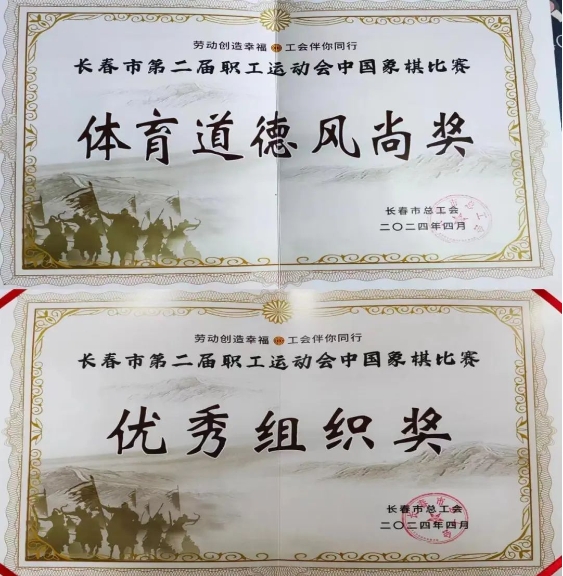 劳动创造幸福 工会伴你同行
长春市第二届职工运动会中国象棋比赛
体育道德风尚奖
长春市总工会
二〇二四年四月
劳动创造幸福 工会伴你同行
长春市第二届职工运动会中国象棋比赛
优秀组织奖
长春市总工会
二〇二四年四月